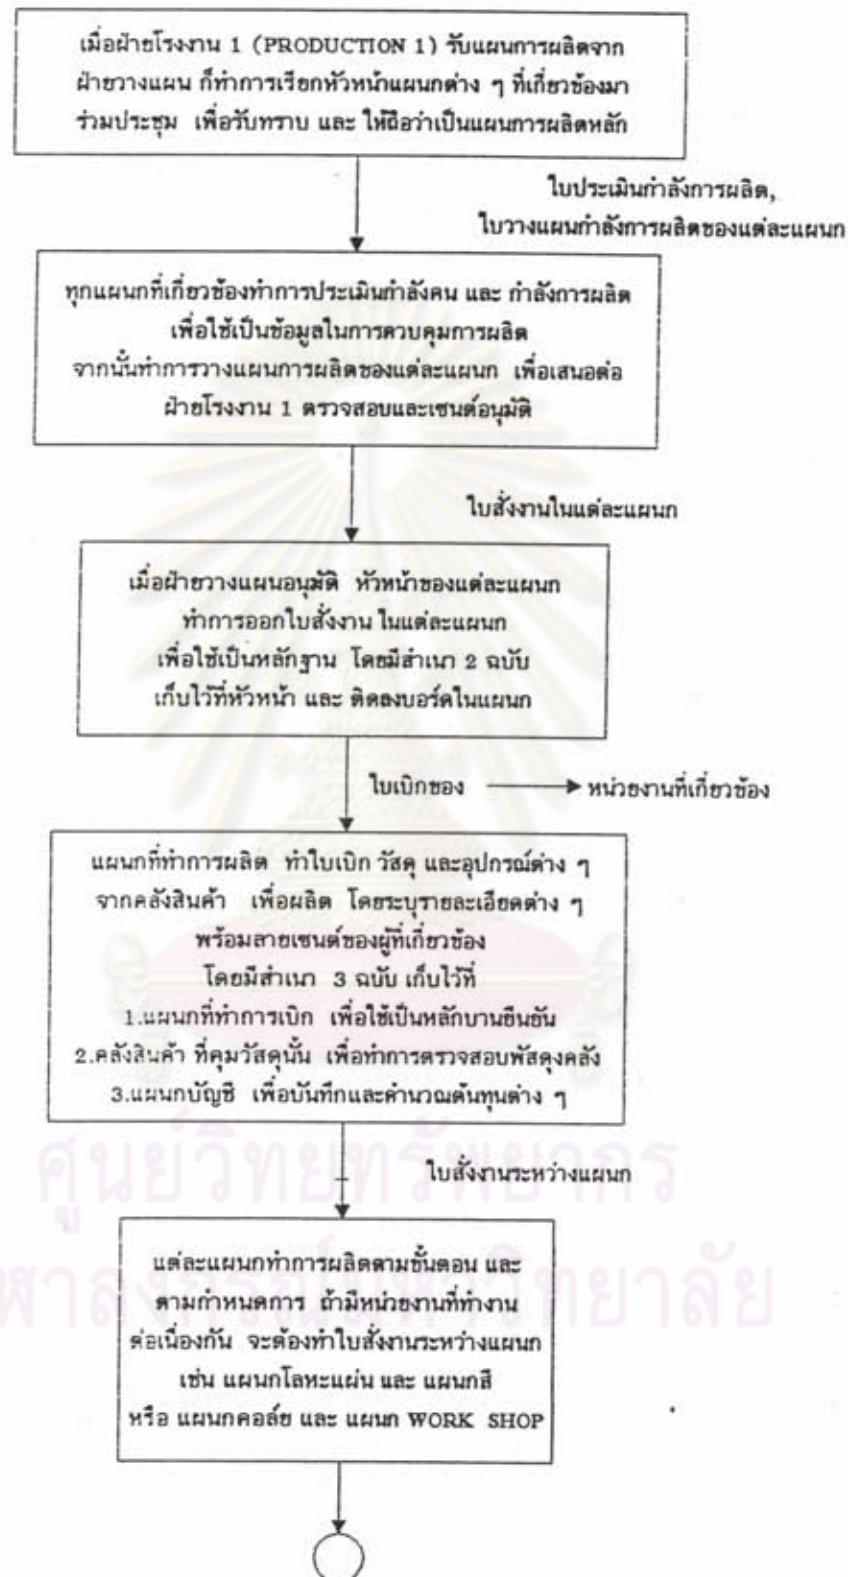 เมื่อฝ่ายโรงงาน 1 (PRODUCTION 1) รับแผนการผลิตจาก
ฝ่ายวางแผน ก็ทำการเรียกหัวหน้าแผนกต่าง ๆ ที่เกี่ยวข้องมา
ร่วมประชุม เพื่อรับทราบ และ ให้ถือว่าเป็นแผนการผลิตหลัก
ใบประเมินกำลังการผลิต,
ใบวางแผนกำลังการผลิตของแต่ละแผนก
ทุกแผนกที่เกี่ยวข้องทำการประเมินกำลังคน และ กำลังการผลิต
เพื่อใช้เป็นข้อมูลในการควบคุมการผลิต
จากนั้นทำการวางแผนการผลิตของแต่ละแผนก เพื่อเสนอต่อ
ฝ่ายโรงงาน 1 ตรวจสอบและเซนต์อนุมัติ
ใบสั่งงานในแต่ละแผนก
เมื่อฝ่ายวางแผนอนุมัติ หัวหน้าของแต่ละแผนก
ทำการออกใบสั่งงาน ในแต่ละแผนก
เพื่อใช้เป็นหลักฐาน โดยมีสำเนา 2 ฉบับ
เก็บไว้ที่หัวหน้า และ ติดลงบอร์ดในแผนก
ใบเบิกของ หน่วยงานที่เกี่ยวข้อง
แผนกที่ทำการผลิต ทำใบเบิก วัสดุ และอุปกรณ์ต่าง ๆ
จากคลังสินค้า เพื่อผลิต โดยระบุรายละเอียดต่าง ๆ
พร้อมลายเซนต์ของผู้ที่เกี่ยวข้อง
โดยมีสำเนา 3 ฉบับ เก็บไว้ที่
1.แผนกที่ทำการเบิก เพื่อใช้เป็นหลักบานยืนยัน
2.คลังสินค้า ที่คุมวัสดุนั้น เพื่อทำการตรวจสอบพัสดุงคลัง
3.แผนกบัญชี เพื่อบันทึกและคำนวณต้นทุนต่าง ๆ
ใบสั่งงานระหว่างแผนก
แต่ละแผนกทำการผลิตตามขั้นตอน และ
ตามกำหนดการ ถ้ามีหน่วยงานที่ทำงาน
ต่อเนื่องกัน จะต้องทำใบสั่งงานระหว่างแผนก
เช่น แผนกโลหะแผ่น และ แผนกสี
หรือ แผนกคอล์ย และ แผนก WORK SHOP
ศูนย์วิทยทรัพยากร
ฬาลงกรณ์มหาวิทยาลัย